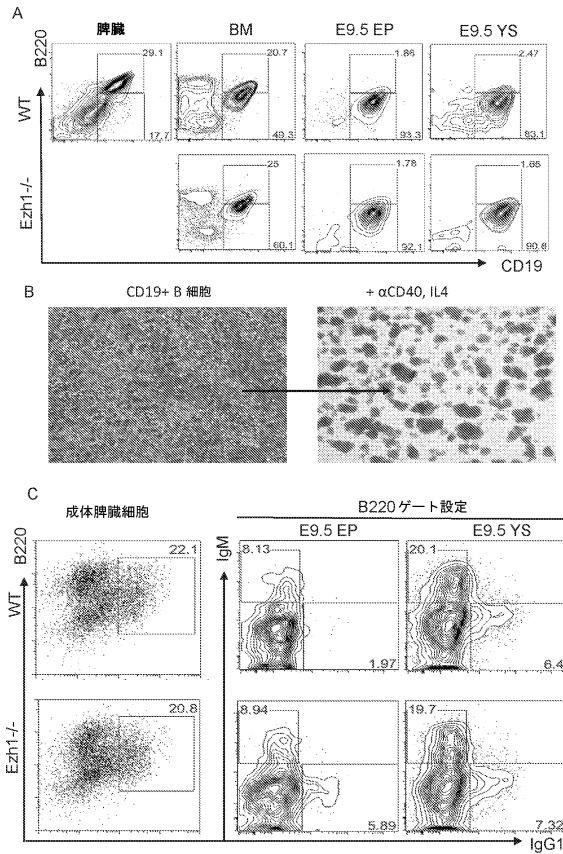 A
脾臓 BM E9.5 EP E9.5 YS
B220
WT
29.1 20.7 1.86 2.47
17.7 49.3 93.3 83.1
Ezh1-/-
25 1.78 1.65
60.1 92.1 90.8
CD19
B
CD19+ B 細胞 + αCD40, IL4
C
成体脾臓細胞 B220 ゲート設定
E9.5 EP E9.5 YS
B220 IgM
WT
22.1 8.13 20.1
1.97 6.4
Ezh1-/-
20.8 8.94 19.7
5.89 7.32
IgG1